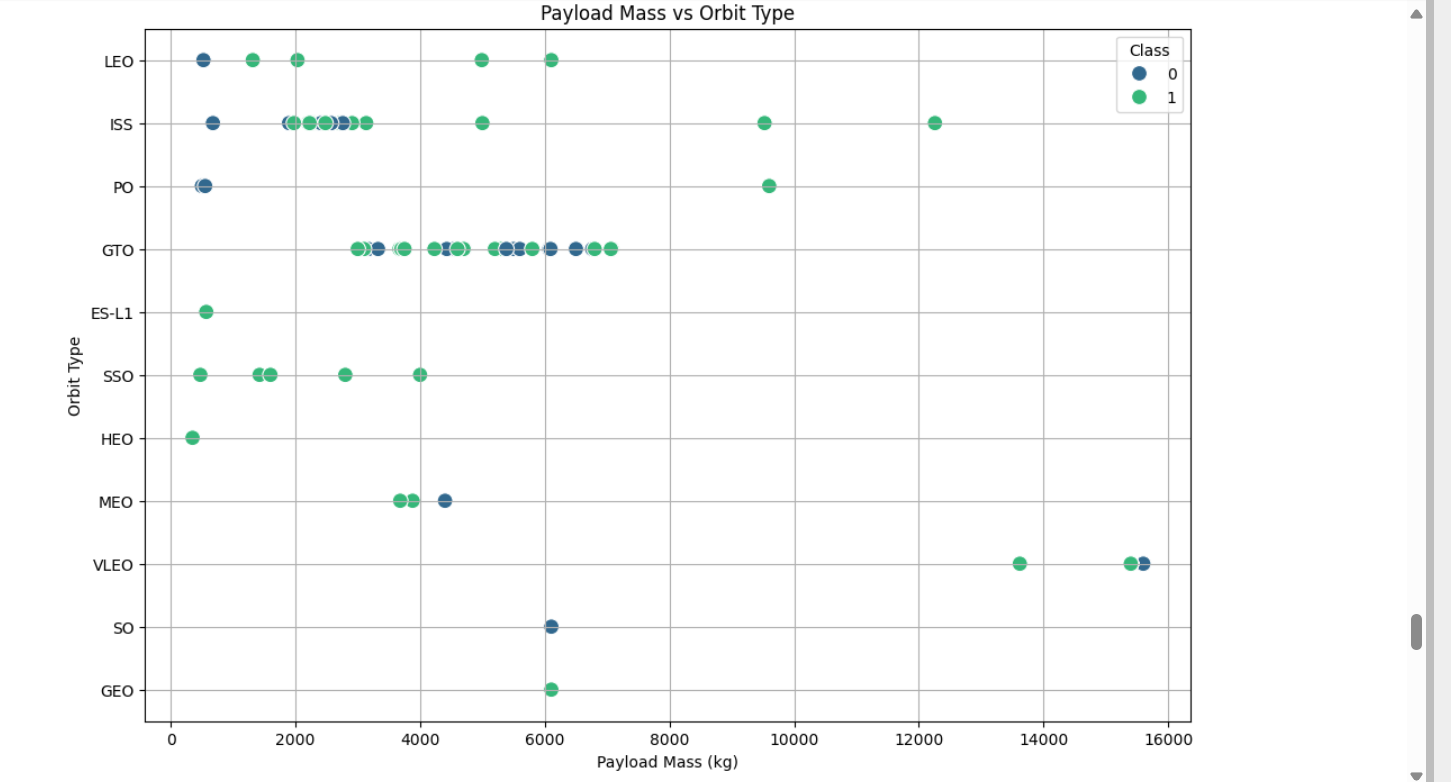 Payload Mass vs Orbit Type
Class
0
1
LEO
ISS
PO
GTO
ES-L1
SSO
HEO
MEO
VLEO
SO
GEO
Orbit Type
0 2000 4000 6000 8000 10000 12000 14000 16000
Payload Mass (kg)